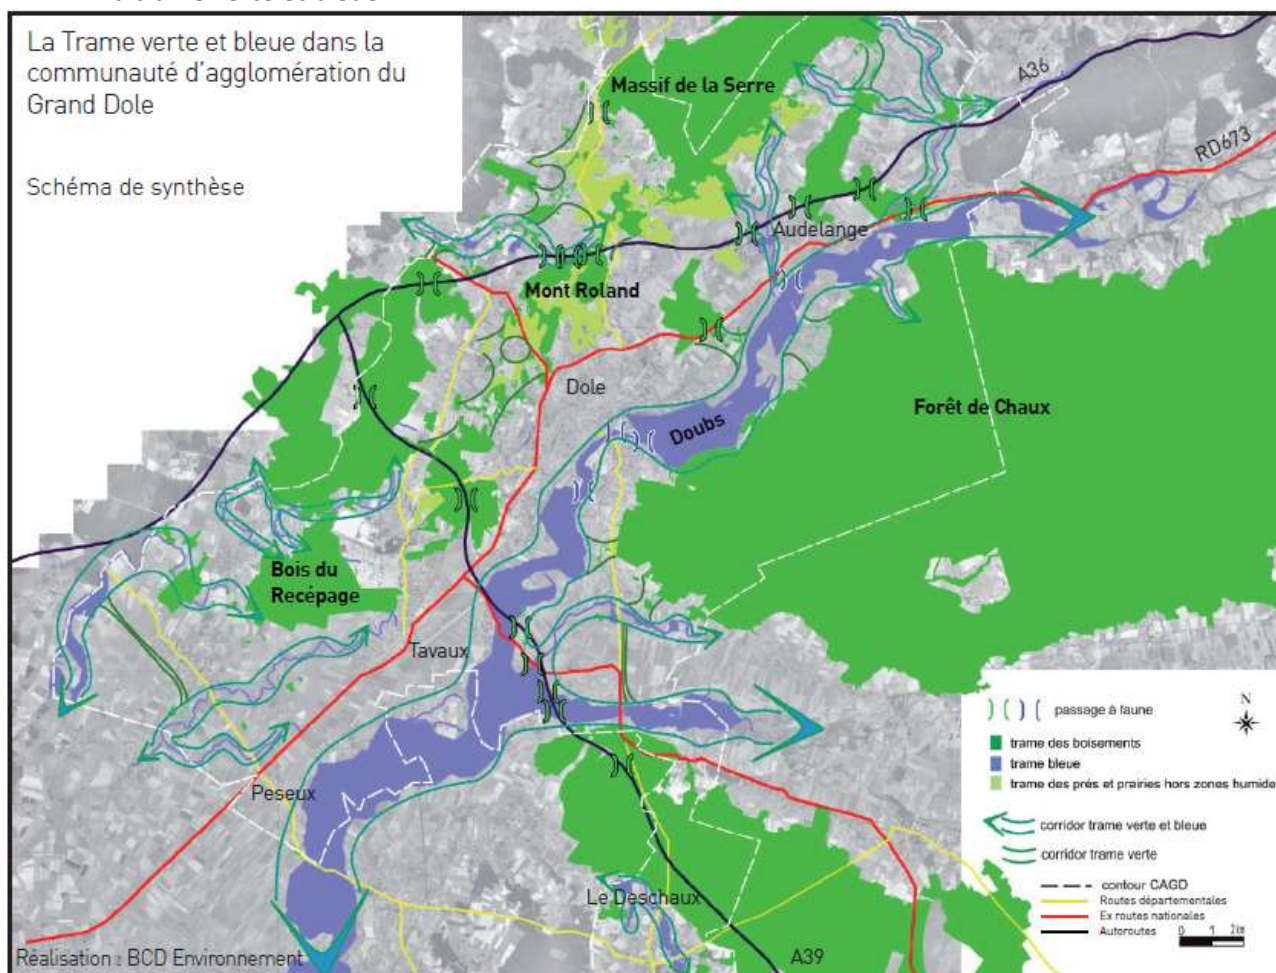 La Trame verte et bleue dans la
communauté d'agglomération du
Grand Dole
Schéma de synthèse
Massif de la Serre
A36
RD673
Audelange
Mont Roland
Dole
Doubs
Forêt de Chaux
Bois du
Recépage
Tavaux
Peseux
Le Deschaux
A39
N
passage à faune
trame des boisements
trame bleue
trame des prés et prairies hors zones humide
corridor trame verte et bleue
corridor trame verte
contour CAGD
Routes départementales
Ex routes nationales
Autoroutes
0 1 2 km
Réalisation : BCD Environnement